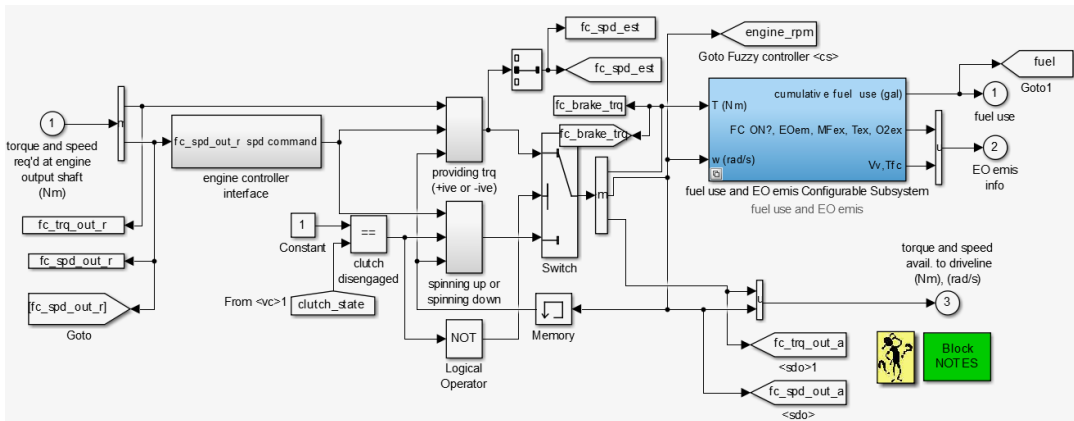 fc_spd_est
fc_spd_est
engine_rpm
Goto Fuzzy controller <cs>
fuel
Goto1
1
fuel use
cumulative fuel use (gal)
T (Nm)
FC ON?, EOem, MFex, Tex, O2ex
w (rad/s)
Vv,Tfc
fuel use and EO emis Configurable Subsystem
fuel use and EO emis
2
EO emis
info
fc_brake_trq
fc_brake_trq
1
torque and speed
req'd at engine
output shaft
(Nm)
m
fc_spd_out_r spd command
engine controller
interface
providing trq
(+ive or -ive)
fc_trq_out_r
fc_spd_out_r
[fc_spd_out_r]
Goto
1
Constant
==
clutch
disengaged
From <vc>1
clutch_state
spinning up or
spinning down
Switch
m
u
NOT
Logical
Operator
Memory
u
torque and speed
avail. to driveline
(Nm), (rad/s)
3
fc_trq_out_a
<sdo>1
fc_spd_out_a
<sdo>
Block
NOTES